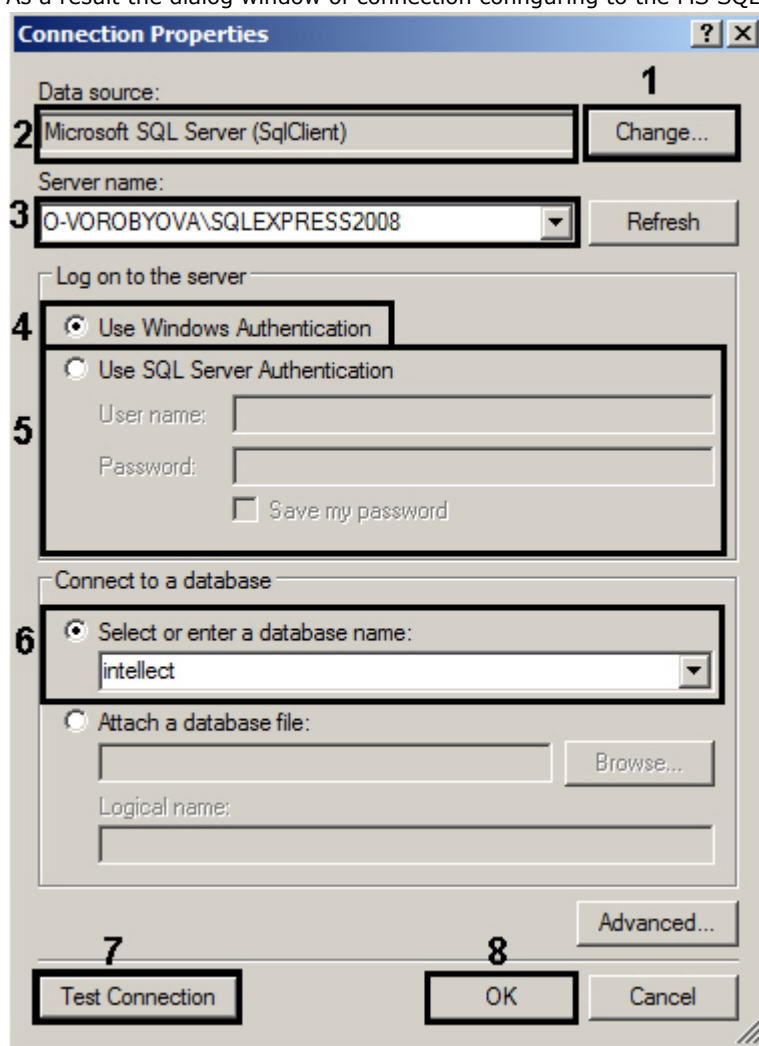 As a result the dialog window of connection configuring to the MS SQL
Connection Properties
Data source:
1
2 Microsoft SQL Server (SqlClient) Change...
Server name:
3 O-VOROBYOVA\SQLEXPRESS2008 Refresh
Log on to the server
4 Use Windows Authentication
Use SQL Server Authentication
5 User name:
Password:
Save my password
Connect to a database
6 Select or enter a database name:
intellect
Attach a database file:
Browse...
Logical name:
Advanced...
7 8
Test Connection OK Cancel